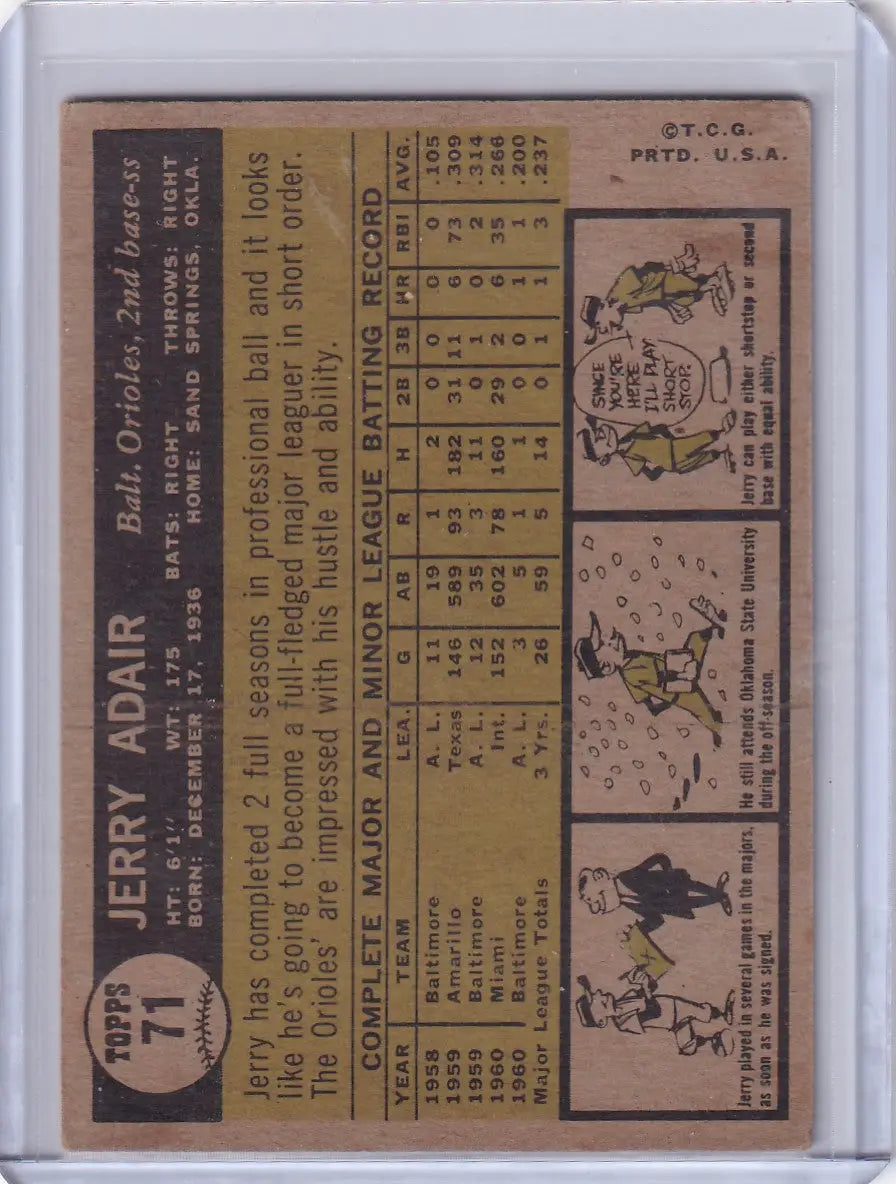 TOPPS
71
JERRY ADAIR
Balt. Orioles, 2nd base-ss
HT: 6'1" WT: 175 BATS: RIGHT THROWS: RIGHT
BORN: DECEMBER 17, 1936 HOME: SAND SPRINGS, OKLA.
Jerry has completed 2 full seasons in professional ball and it looks
like he's going to become a full-fledged major leaguer in short order.
The Orioles' are impressed with his hustle and ability.
COMPLETE MAJOR AND MINOR LEAGUE BATTING RECORD
YEAR TEAM LEA. G AB R H 2B 3B HR RBI AVG.
1958 Baltimore A. L. 11 19 1 2 0 0 0 0 .105
1959 Amarillo Texas 146 589 93 182 31 11 6 73 .309
1959 Baltimore A. L. 12 35 3 11 0 1 0 2 .314
1960 Miami Int. 152 602 78 160 29 2 6 35 .266
1960 Baltimore A. L. 3 5 1 1 0 0 1 1 .200
Major League Totals 3 Yrs. 26 59 5 14 0 1 1 3 .237
Jerry played in several games in the majors,
as soon as he was signed.
He still attends Oklahoma State University
during the off-season.
SINCE
YOU'RE
HERE
I'LL PLAY
SHORT
STOP.
Jerry can play either shortstop or second
base with equal ability.
©T.C.G.
PRTD. U.S.A.